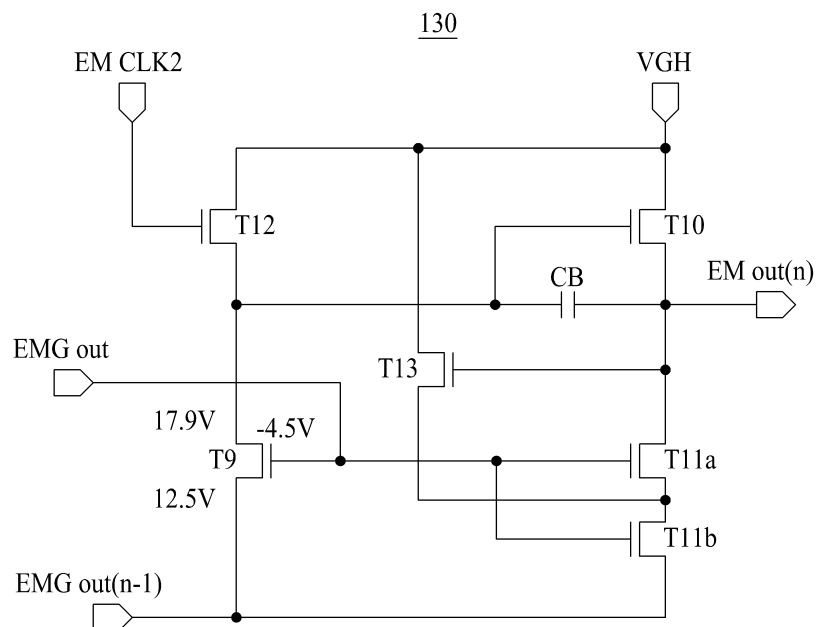 130
EM CLK2
VGH
T12
T10
EM out(n)
CB
EMG out
T13
17.9V
-4.5V
T9
T11a
12.5V
T11b
EMG out(n-1)